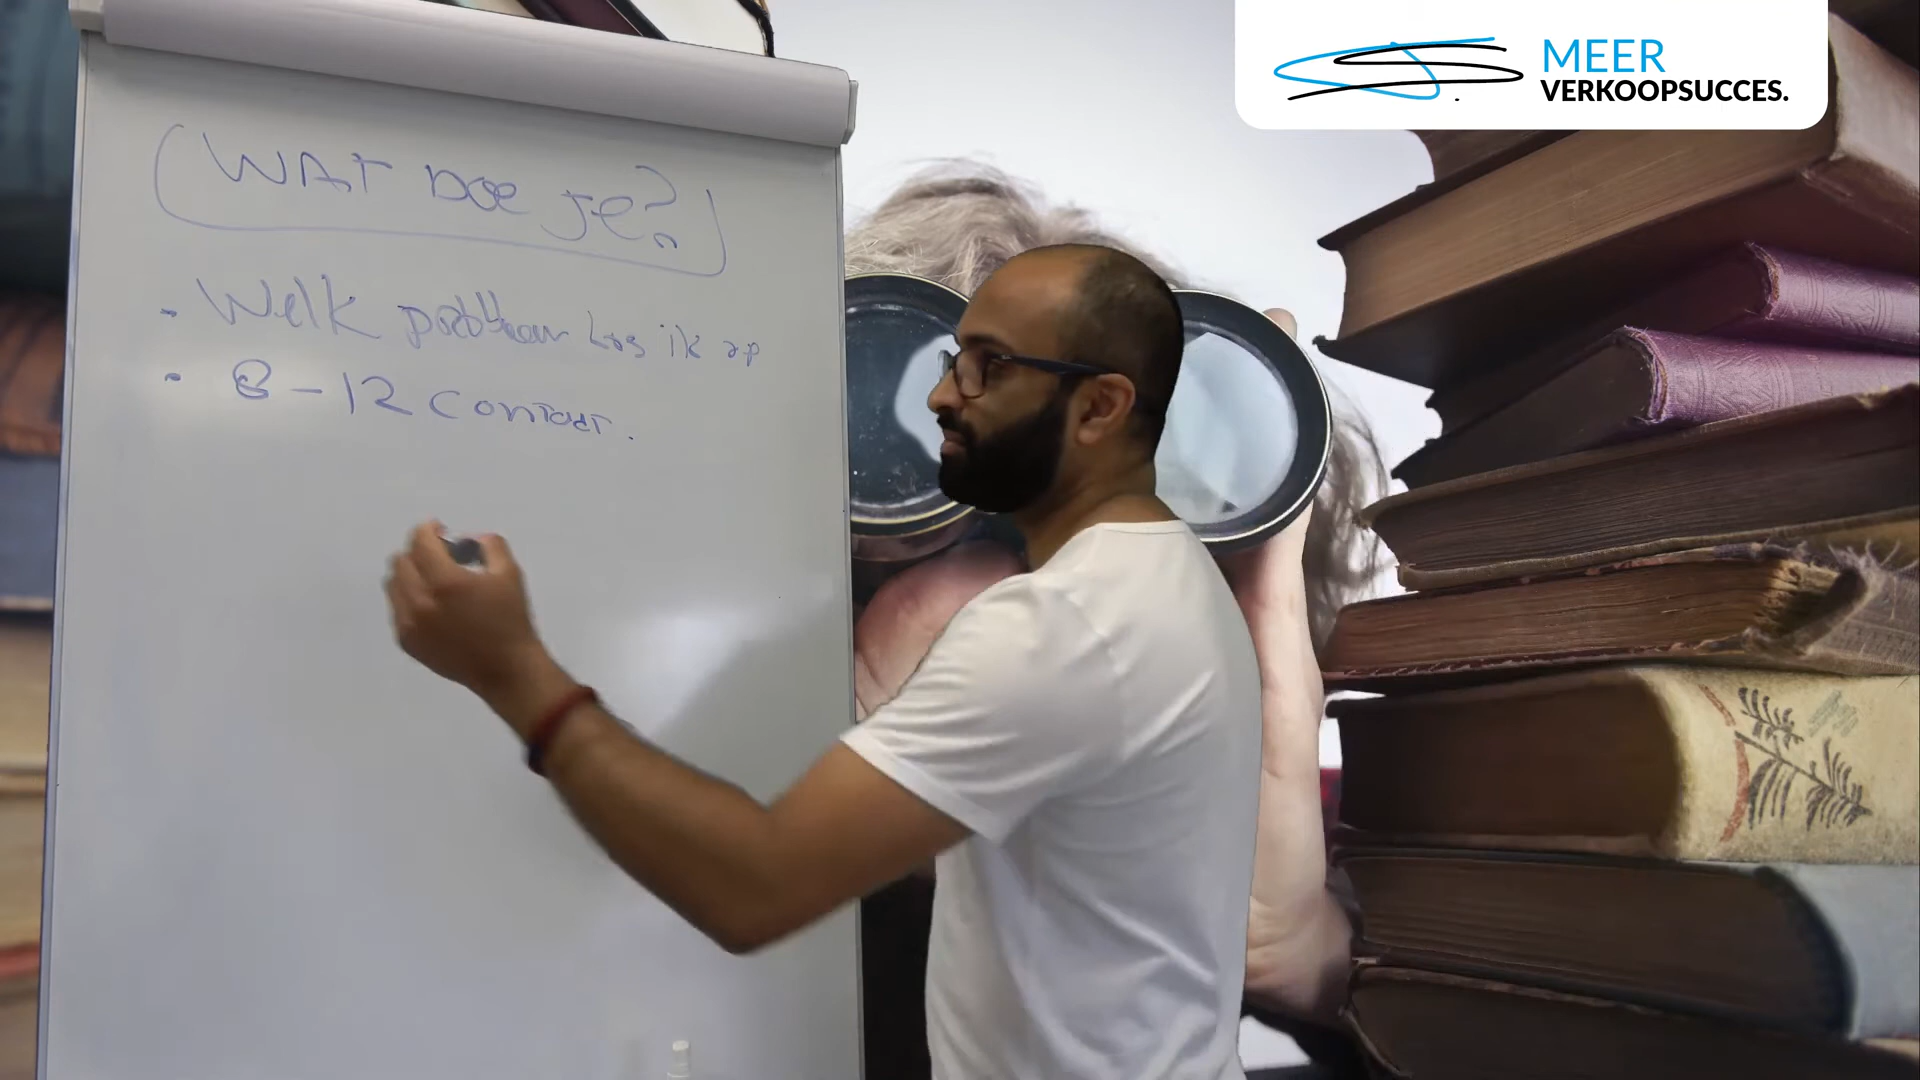 MEER
VERKOOPSUCCES.
WAT DOE Je?
- Welk probleem los ik op
- 8-12 contact.